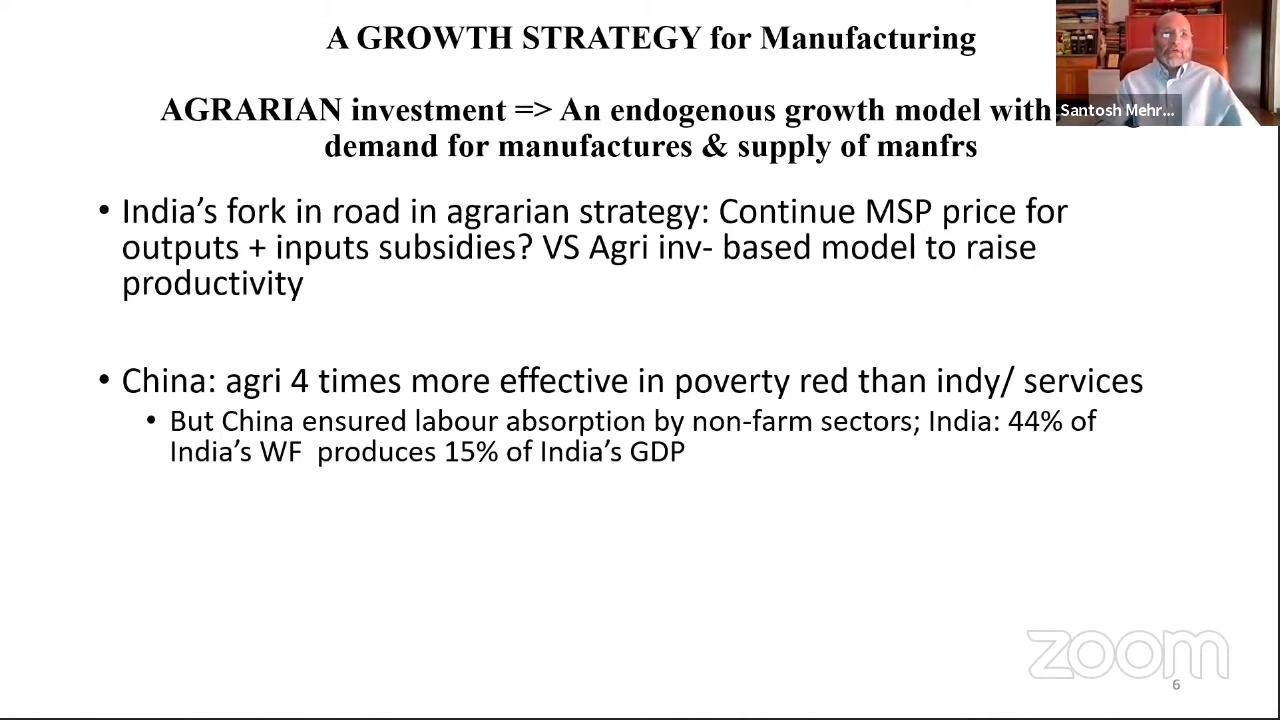 A GROWTH STRATEGY for Manufacturing
AGRARIAN investment => An endogenous growth model with
demand for manufactures & supply of manfrs
Santosh Mehr...
• India's fork in road in agrarian strategy: Continue MSP price for
outputs + inputs subsidies? VS Agri inv- based model to raise
productivity
• China: agri 4 times more effective in poverty red than indy/ services
• But China ensured labour absorption by non-farm sectors; India: 44% of
India's WF produces 15% of India's GDP
zoom
6